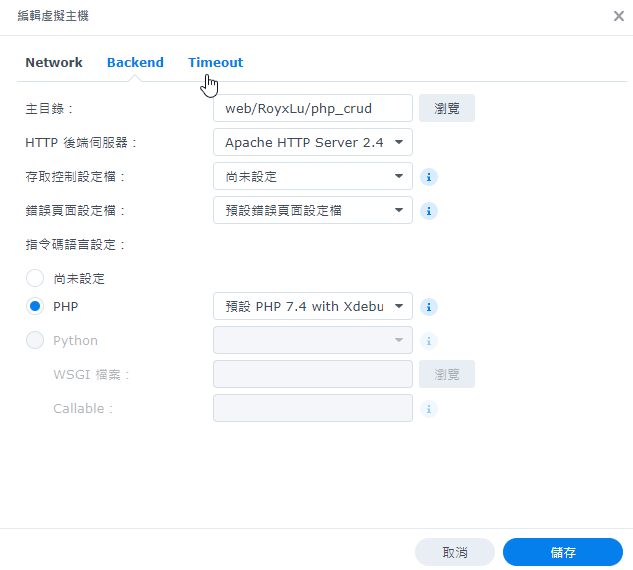 編輯虛擬主機
Network Backend Timeout
主目錄： web/RoyxLu/php_crud 瀏覽
HTTP 後端伺服器： Apache HTTP Server 2.4
存取控制設定檔： 尚未設定
錯誤頁面設定檔： 預設錯誤頁面設定檔
指令碼語言設定：
尚未設定
PHP 預設 PHP 7.4 with Xdebu
Python
WSGI 檔案： 瀏覽
Callable：
取消 儲存